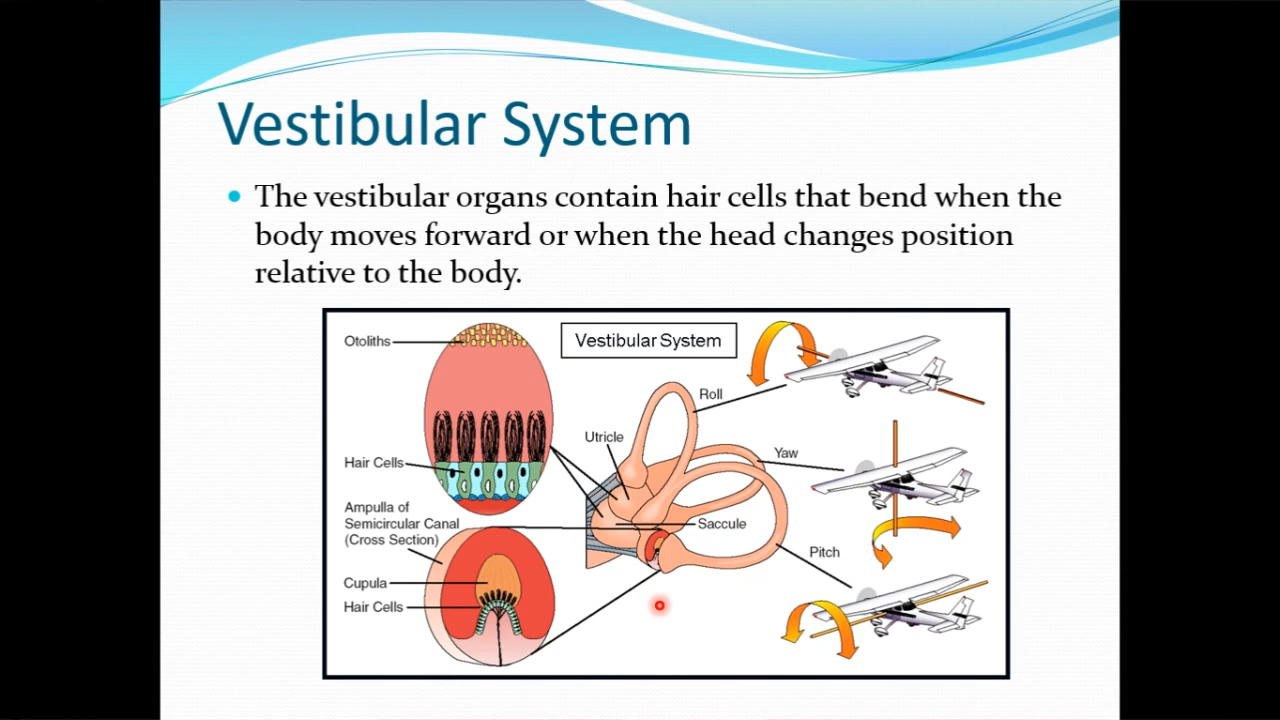 Vestibular System
• The vestibular organs contain hair cells that bend when the
body moves forward or when the head changes position
relative to the body.
Vestibular System
Otoliths
Roll
Utricle
Yaw
Hair Cells
Ampulla of
Semicircular Canal
(Cross Section)
Saccule
Pitch
Cupula
Hair Cells